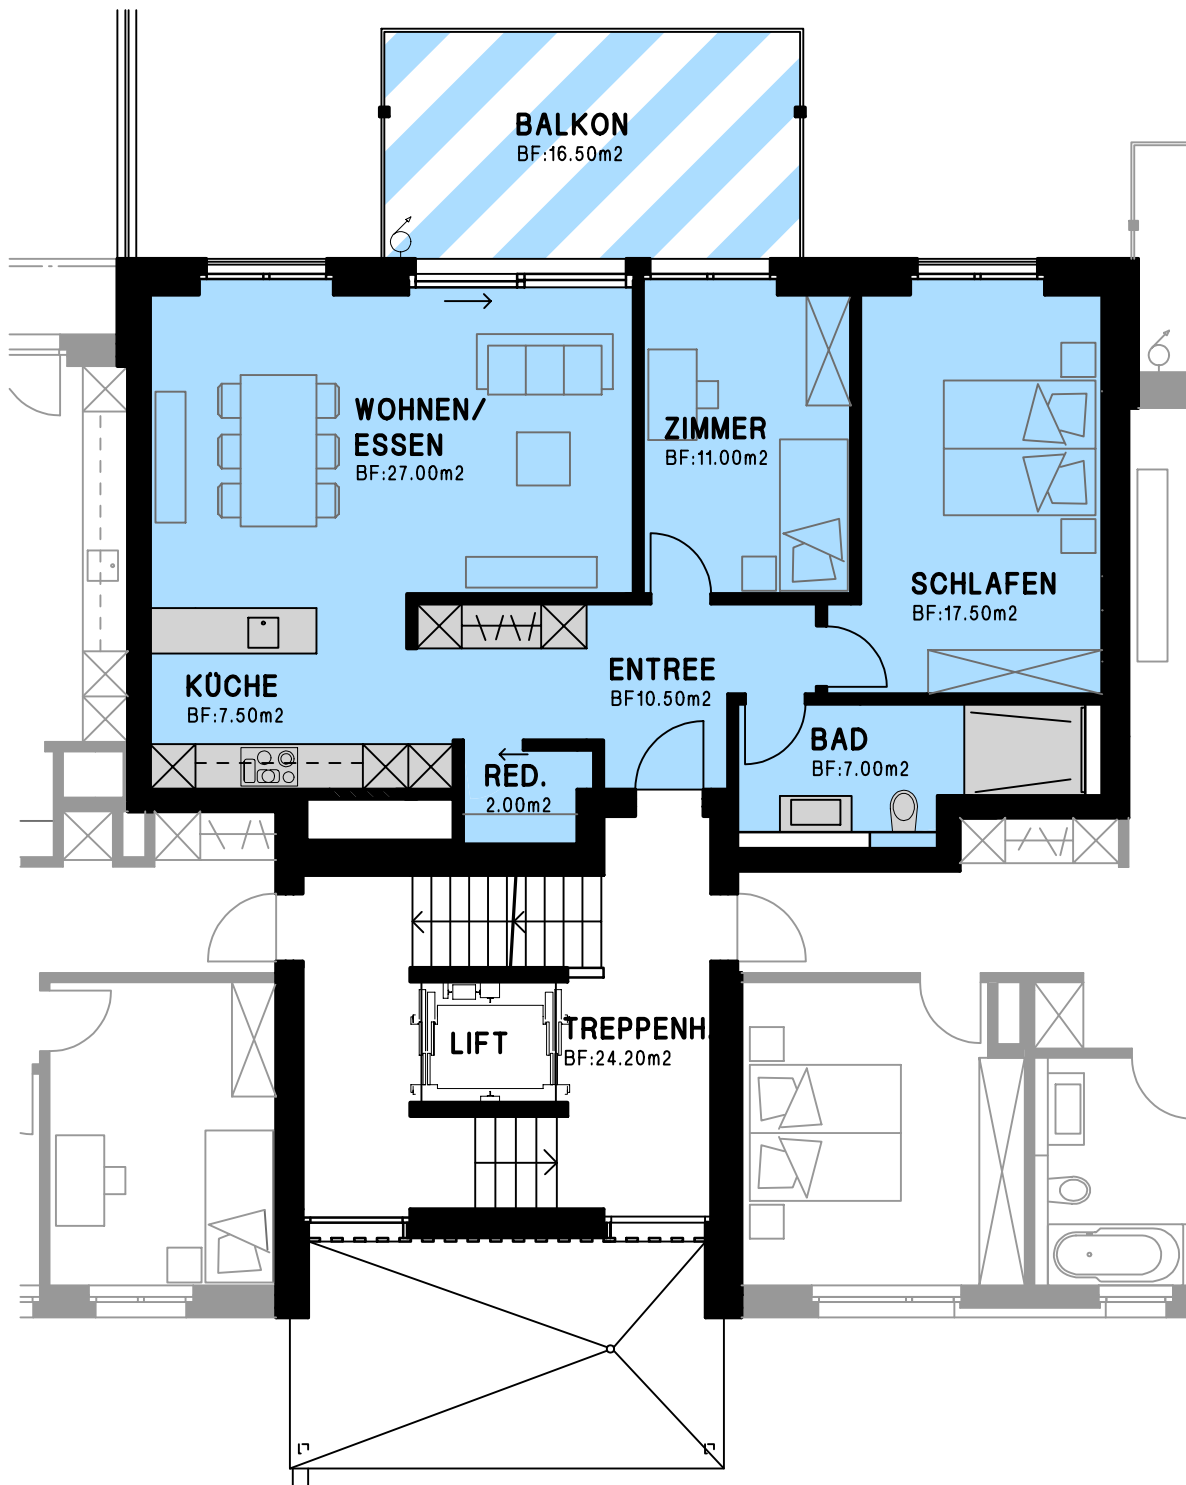 BALKON
BF:16.50m2
WOHNEN/
ESSEN
BF:27.00m2
ZIMMER
BF:11.00m2
SCHLAFEN
BF:17.50m2
KÜCHE
BF:7.50m2
ENTREE
BF10.50m2
BAD
BF:7.00m2
RED.
2.00m2
LIFT
TREPPENH.
BF:24.20m2